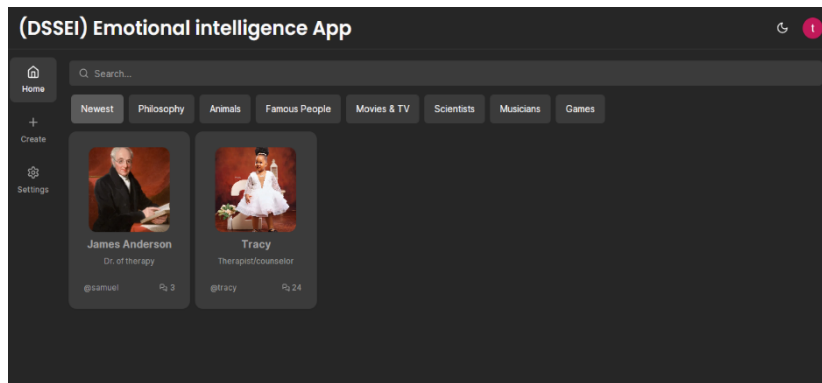 (DSSEI) Emotional intelligence App
t
Home
Create
Settings
Search...
Newest Philosophy Animals Famous People Movies & TV Scientists Musicians Games
James Anderson
Dr. of therapy
@samuel 3
Tracy
Therapist/counselor
@tracy 24